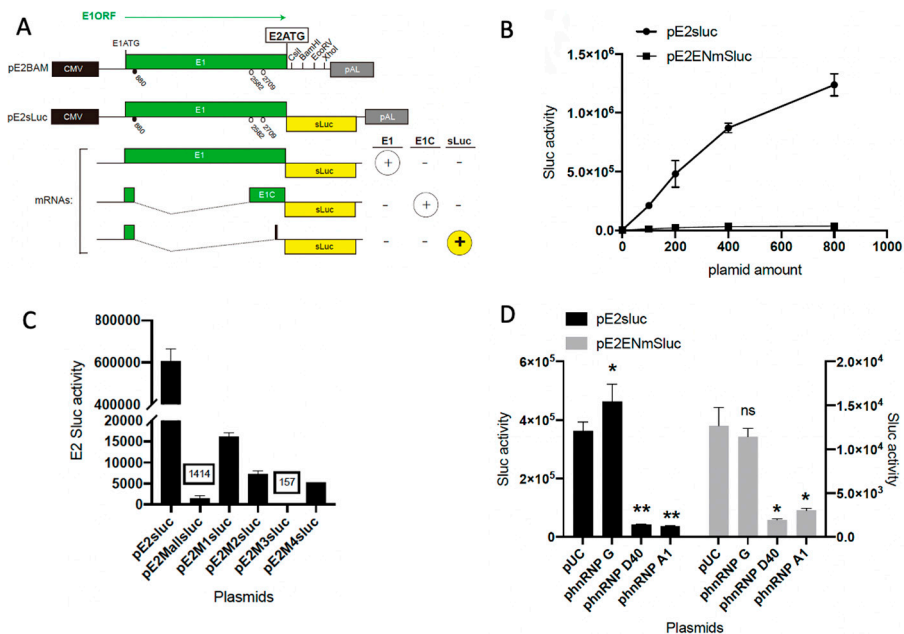 A
E1ORF
E1ATG
E2ATG
CsiI
BamHI
EcoRV
XhoI
pE2BAM
CMV
E1
pAL
880
2582
2709
pE2sLuc
CMV
E1
sLuc
pAL
880
2582
2709
E1 E1C sLuc
mRNAs:
E1
sLuc
+ - -
E1C
sLuc
- + -
sLuc
- - +
B
pE2sluc
pE2ENmSluc
Sluc activity
1.5×10⁶
1.0×10⁶
5.0×10⁵
0.0
0 200 400 600 800 1000
plamid amount
C
E2 Sluc activity
800000
600000
400000
20000
15000
10000
5000
0
1414
157
pE2sluc
pE2Mallsluc
pE2M1sluc
pE2M2sluc
pE2M3sluc
pE2M4sluc
Plasmids
D
pE2sluc
pE2ENmSluc
Sluc activity
6×10⁵
4×10⁵
2×10⁵
0
* ** **
ns * *
2.0×10⁴
1.5×10⁴
1.0×10⁴
5.0×10³
0.0
Sluc activity
pUC
phnRNP G
phnRNP D40
phnRNP A1
pUC
phnRNP G
phnRNP D40
phnRNP A1
Plasmids